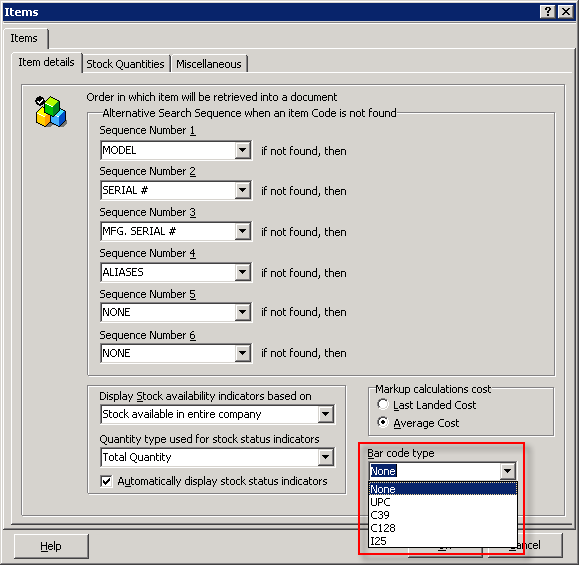 Items
Items
Item details Stock Quantities Miscellaneous
Order in which item will be retrieved into a document
Alternative Search Sequence when an item Code is not found
Sequence Number 1
MODEL if not found, then
Sequence Number 2
SERIAL # if not found, then
Sequence Number 3
MFG. SERIAL # if not found, then
Sequence Number 4
ALIASES if not found, then
Sequence Number 5
NONE if not found, then
Sequence Number 6
NONE if not found, then
Display Stock availability indicators based on
Stock available in entire company
Quantity type used for stock status indicators
Total Quantity
Automatically display stock status indicators
Markup calculations cost
Last Landed Cost
Average Cost
Bar code type
None
None
UPC
C39
C128
I25
Help